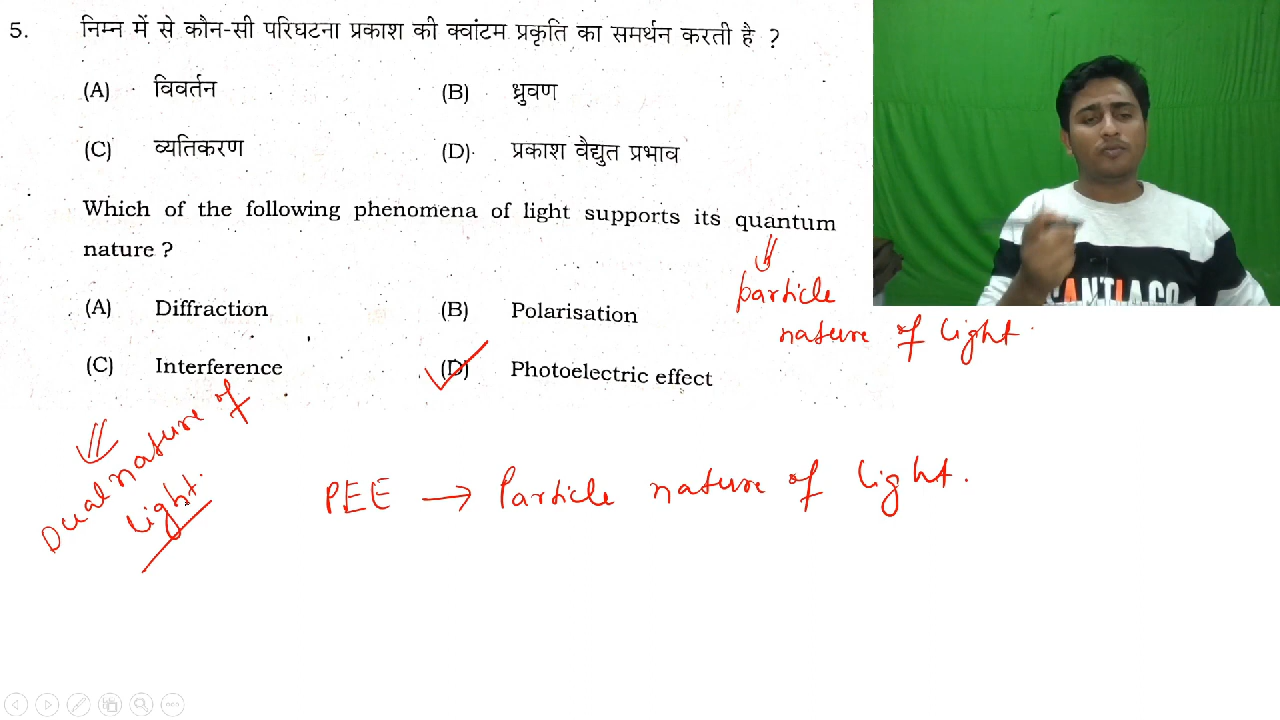 5. निम्न में से कौन-सी परिघटना प्रकाश की क्वांटम प्रकृति का समर्थन करती है ?
(A) विवर्तन (B) ध्रुवण
(C) व्यतिकरण (D) प्रकाश वैद्युत प्रभाव
Which of the following phenomena of light supports its quantum
nature ?
(A) Diffraction (B) Polarisation
(C) Interference (D) Photoelectric effect
particle
nature of light
Dual nature of
light.
PEE → Particle nature of light.
ANTIAGO